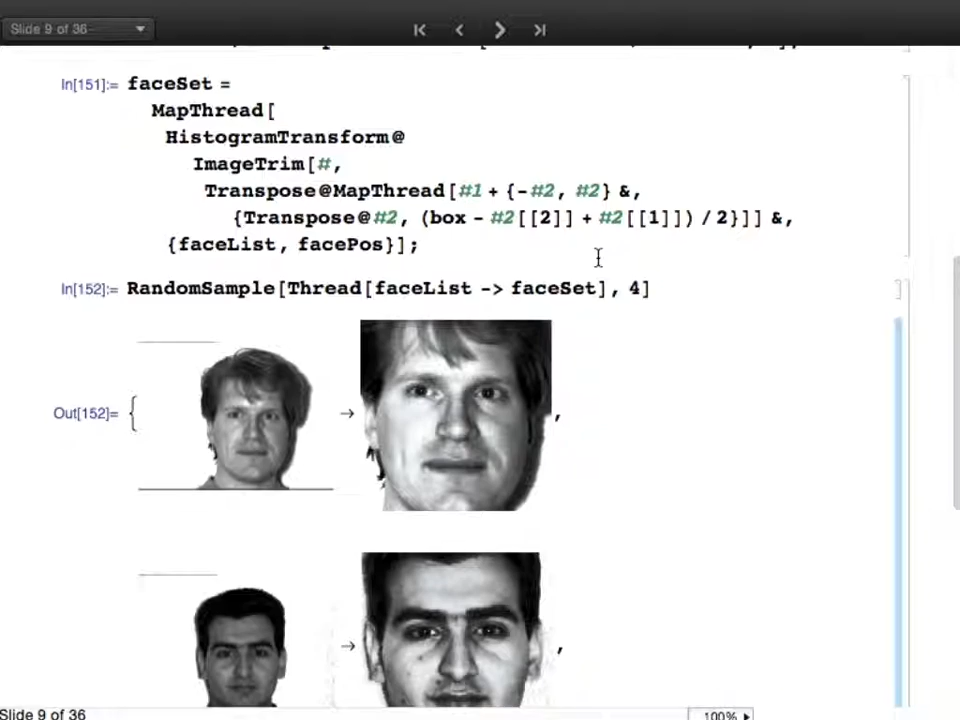 Slide 9 of 36
In[151]:= faceSet =
MapThread[
HistogramTransform@
ImageTrim[#,
Transpose@MapThread[#1 + {-#2, #2} &,
{Transpose@#2, (box - #2[[2]] + #2[[1]]) / 2}]] &,
{faceList, facePos}];
In[152]:= RandomSample[Thread[faceList -> faceSet], 4]
Out[152]= { → ,
→ ,
Slide 9 of 36
100%